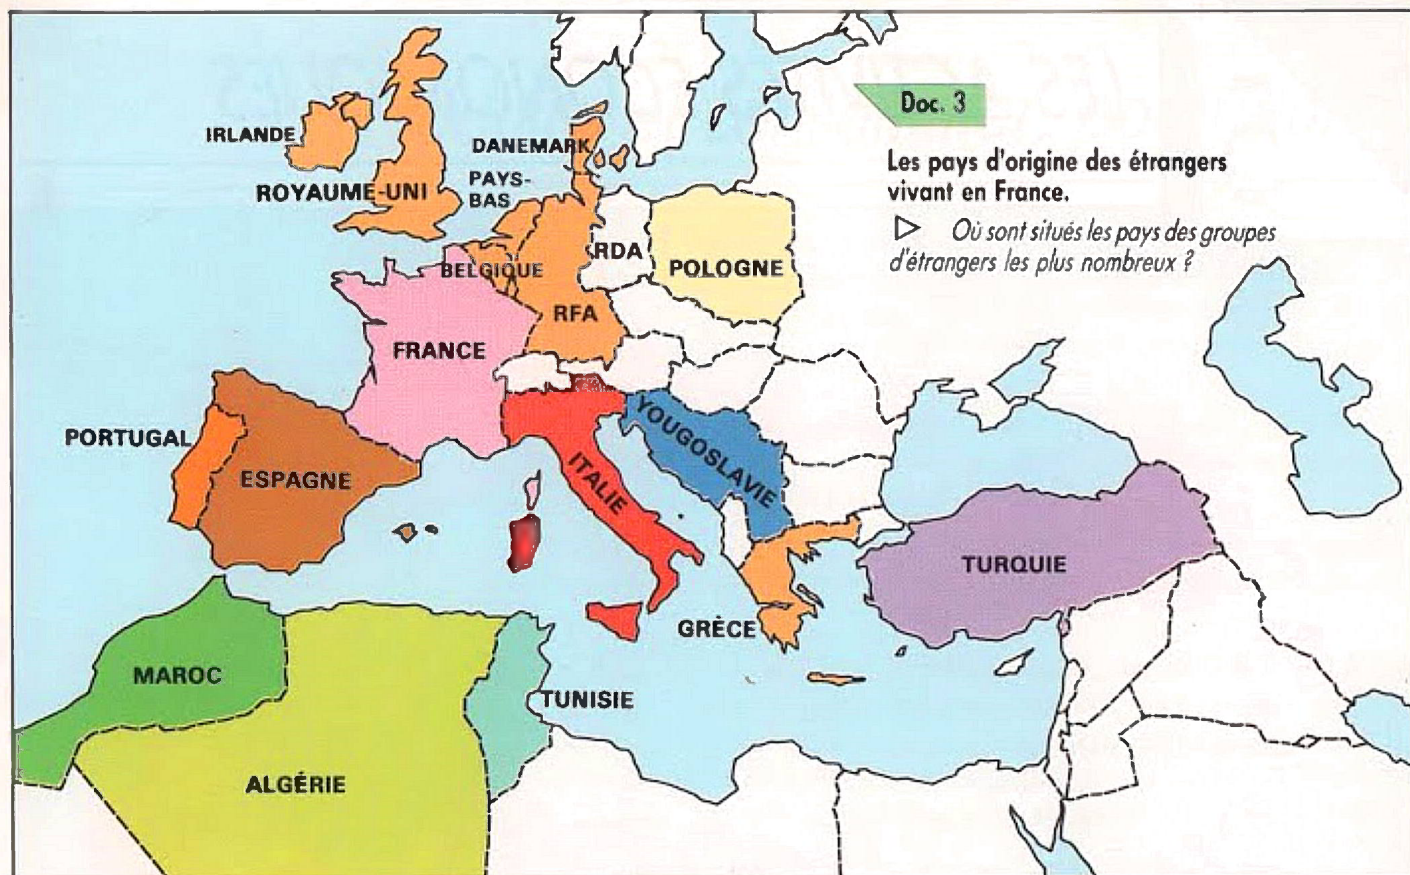 Doc. 3
Les pays d'origine des étrangers
vivant en France.
▷ Où sont situés les pays des groupes
d'étrangers les plus nombreux ?
IRLANDE
ROYAUME-UNI
DANEMARK
PAYS-
BAS
BELGIQUE
RDA
POLOGNE
RFA
FRANCE
PORTUGAL
ESPAGNE
ITALIE
YOUGOSLAVIE
GRÈCE
TURQUIE
MAROC
ALGÉRIE
TUNISIE